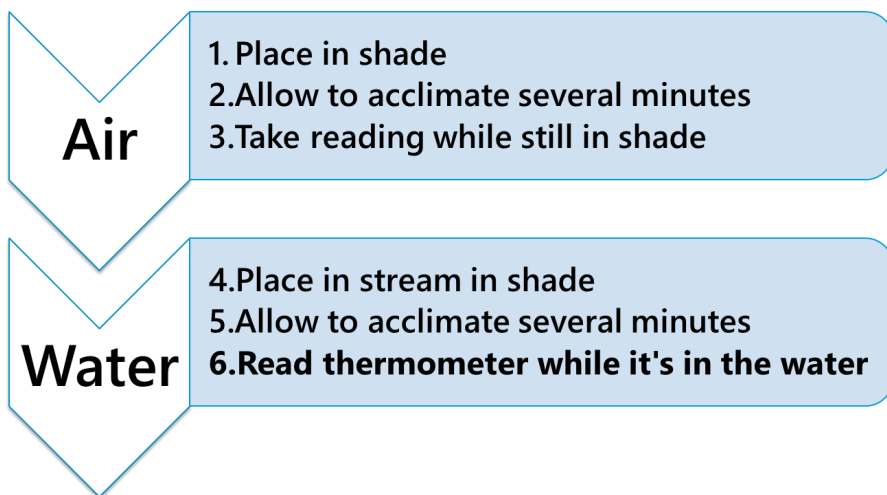 Air
1. Place in shade
2.Allow to acclimate several minutes
3.Take reading while still in shade
Water
4.Place in stream in shade
5.Allow to acclimate several minutes
6.Read thermometer while it's in the water